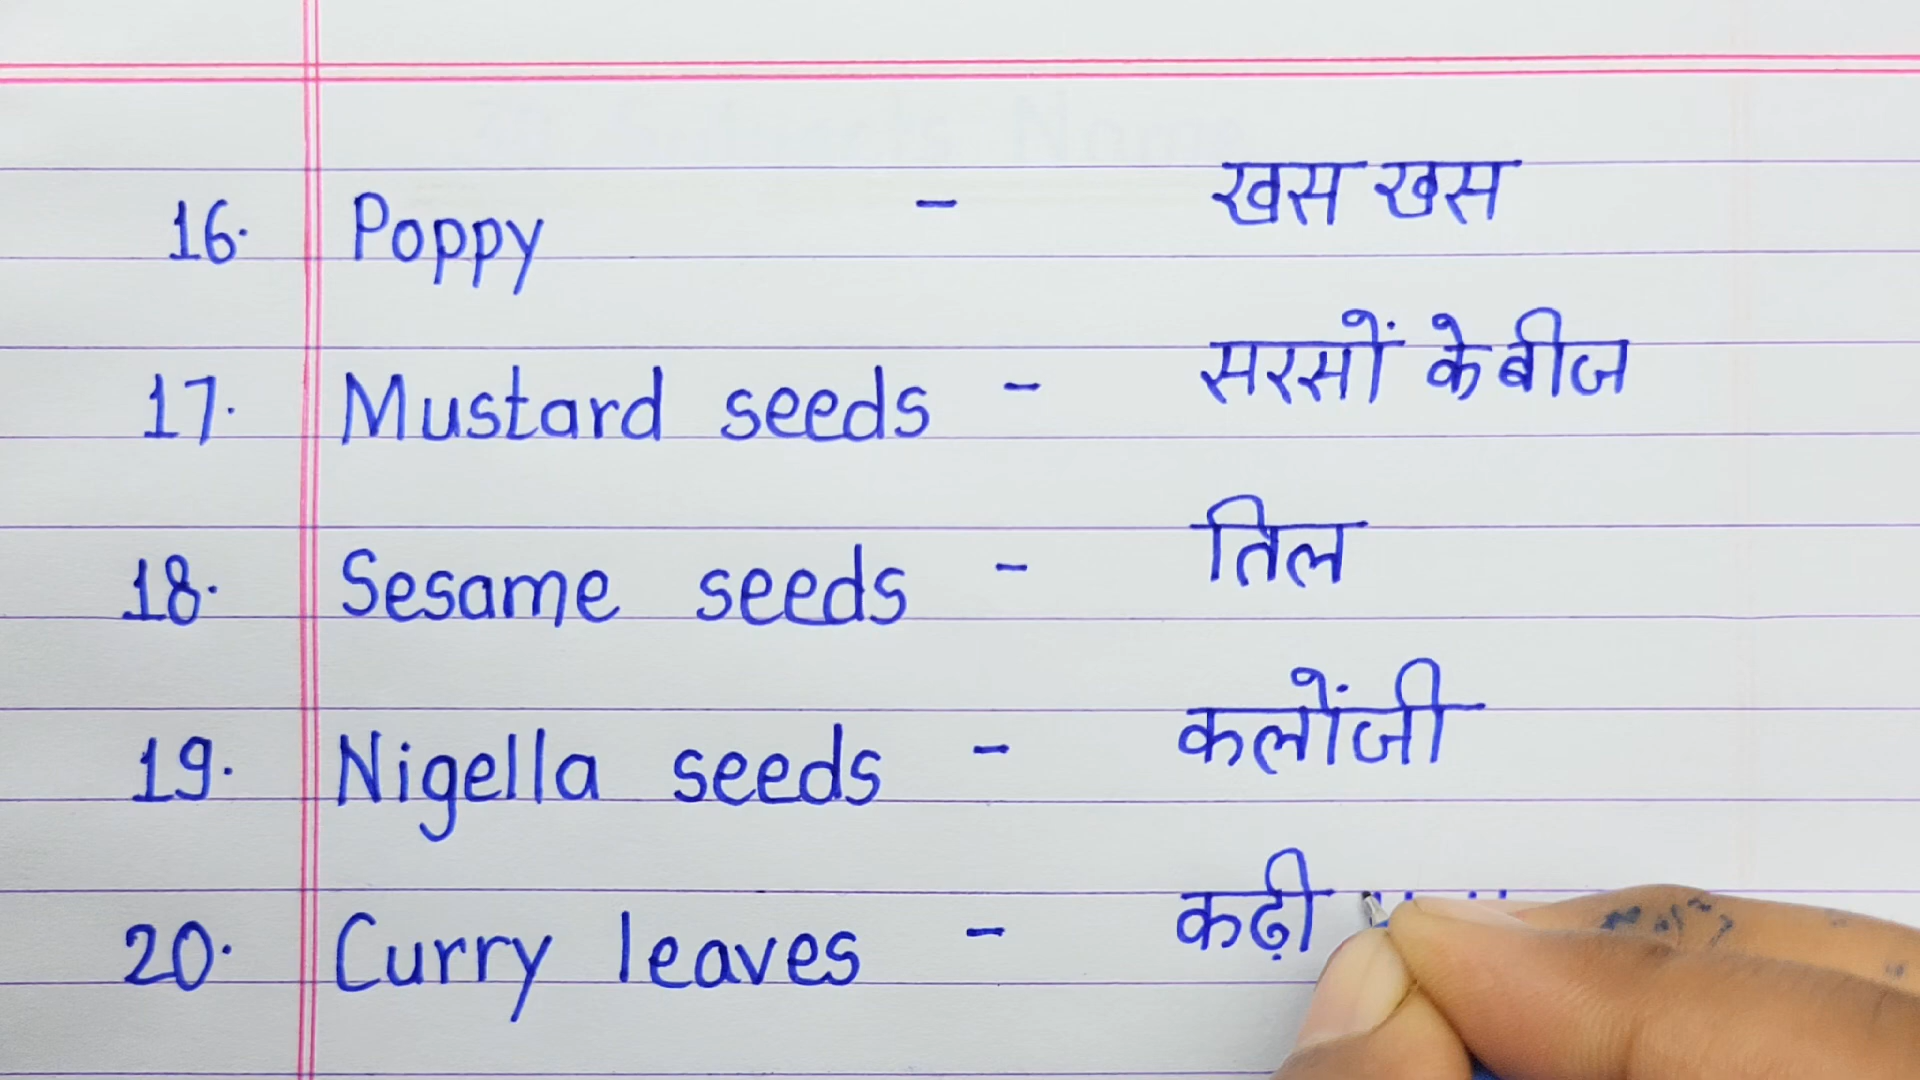 16. Poppy - खस खस
17. Mustard seeds - सरसों के बीज
18. Sesame seeds - तिल
19. Nigella seeds - कलोंजी
20. Curry leaves - कढ़ी